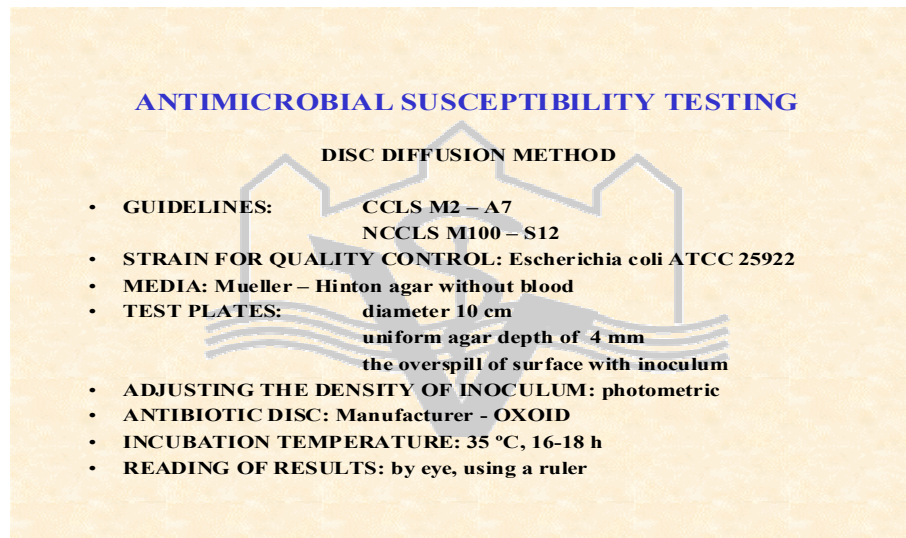 ANTIMICROBIAL SUSCEPTIBILITY TESTING
DISC DIFFUSION METHOD
• GUIDELINES: CCLS M2 – A7
NCCLS M100 – S12
• STRAIN FOR QUALITY CONTROL: Escherichia coli ATCC 25922
• MEDIA: Mueller – Hinton agar without blood
• TEST PLATES: diameter 10 cm
uniform agar depth of 4 mm
the overspill of surface with inoculum
• ADJUSTING THE DENSITY OF INOCULUM: photometric
• ANTIBIOTIC DISC: Manufacturer - OXOID
• INCUBATION TEMPERATURE: 35 ºC, 16-18 h
• READING OF RESULTS: by eye, using a ruler